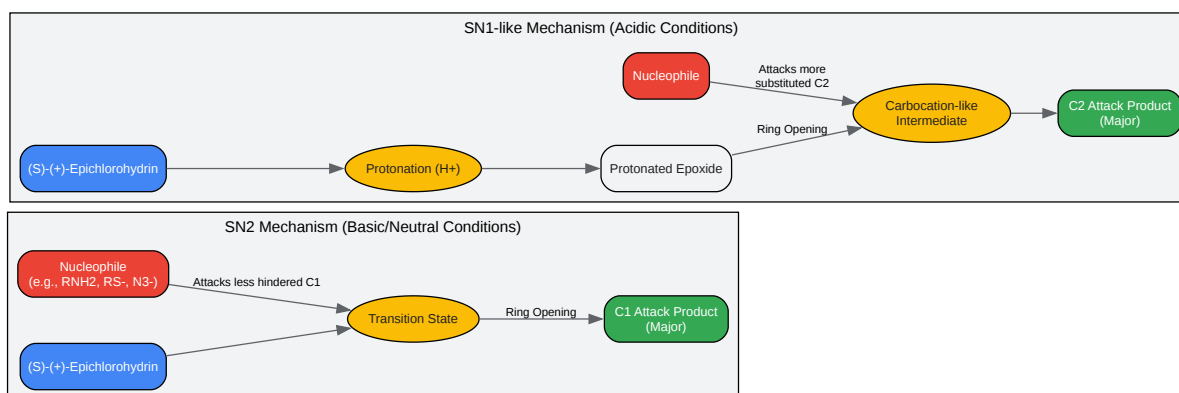 SN1-like Mechanism (Acidic Conditions)
Nucleophile
Attacks more
substituted C2
Carbocation-like
Intermediate
C2 Attack Product
(Major)
Ring Opening
(S)-(+)-Epichlorohydrin
Protonation (H+)
Protonated Epoxide
SN2 Mechanism (Basic/Neutral Conditions)
Nucleophile
(e.g., RNH2, RS-, N3-)
Attacks less hindered C1
Transition State
Ring Opening
C1 Attack Product
(Major)
(S)-(+)-Epichlorohydrin